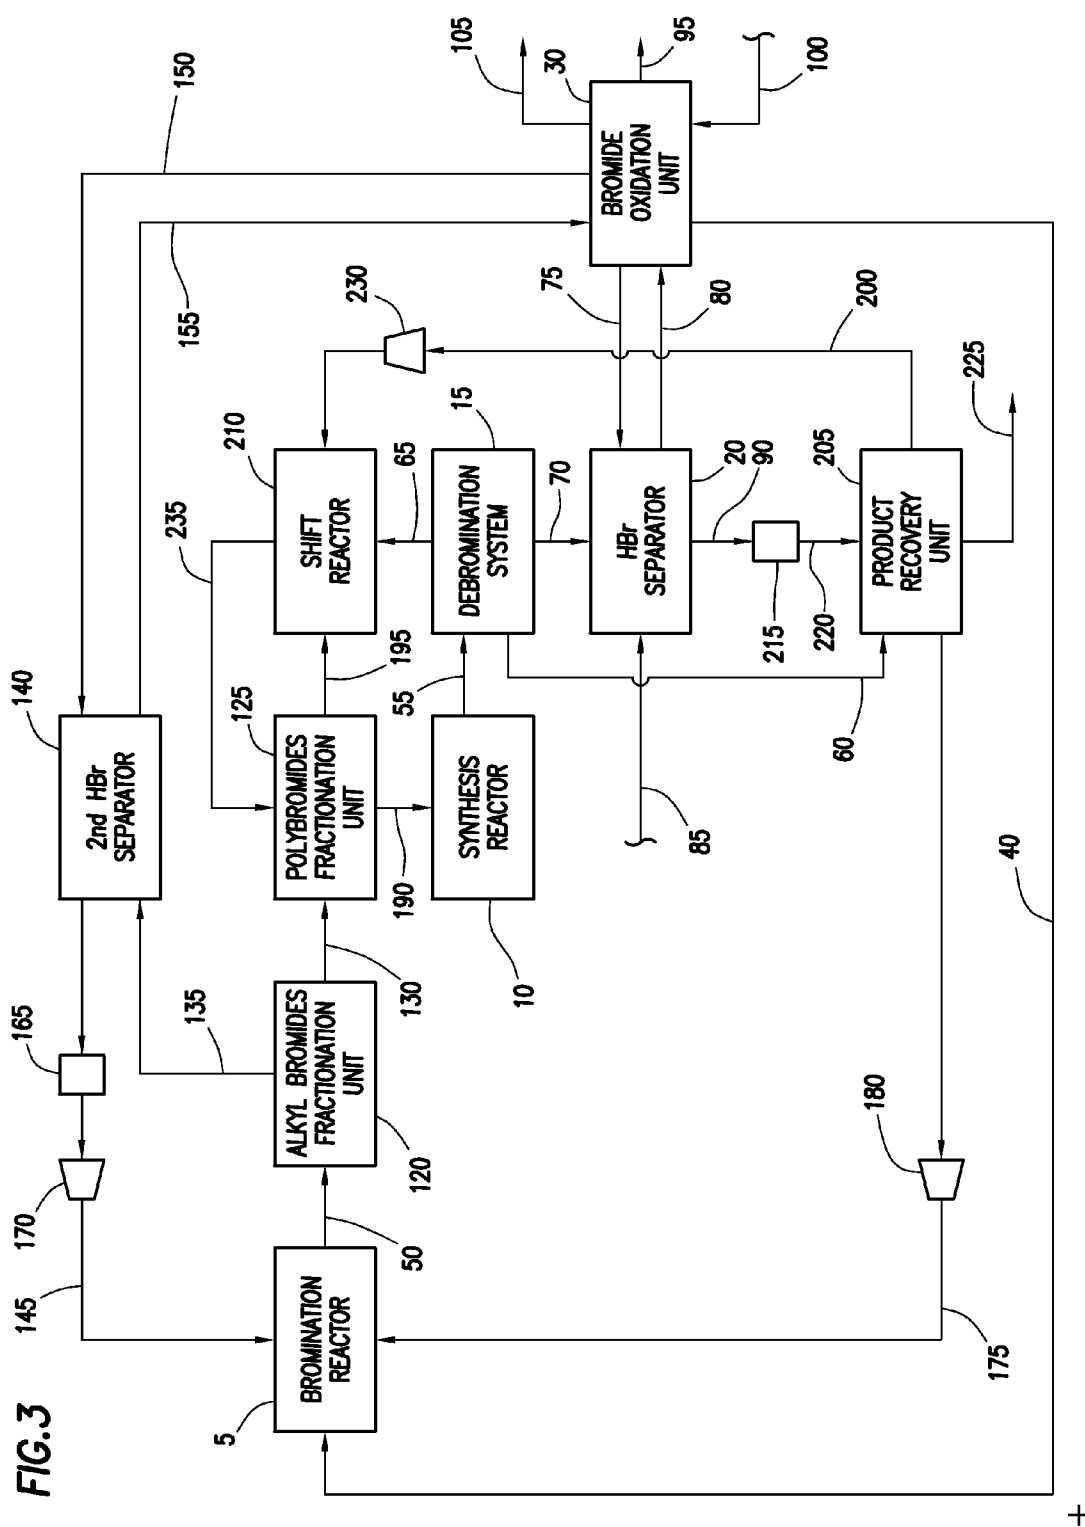 FIG.3
145
170
165
140
2nd HBr
SEPARATOR
155
150
135
235
5
BROMINATION
REACTOR
50
120
ALKYL BROMIDES
FRACTIONATION
UNIT
130
125
POLYBROMIDES
FRACTIONATION
UNIT
195
210
SHIFT
REACTOR
230
190
65
10
SYNTHESIS
REACTOR
55
15
DEBROMINATION
SYSTEM
70
75
80
30
BROMIDE
OXIDATION
UNIT
105
95
100
85
HBr
SEPARATOR
20
90
215
220
60
205
PRODUCT
RECOVERY
UNIT
200
225
180
175
40